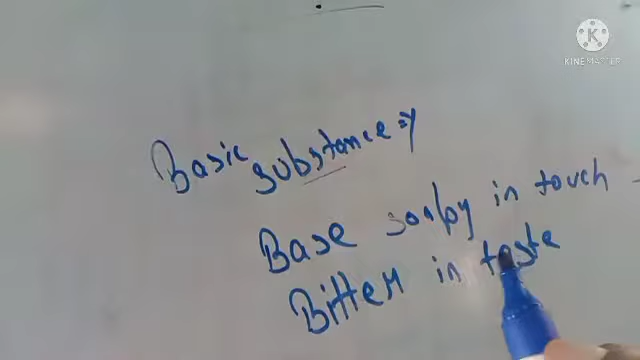 Basic substance ⇒
Base soapy in touch -
Bitter in taste
KINEMASTER